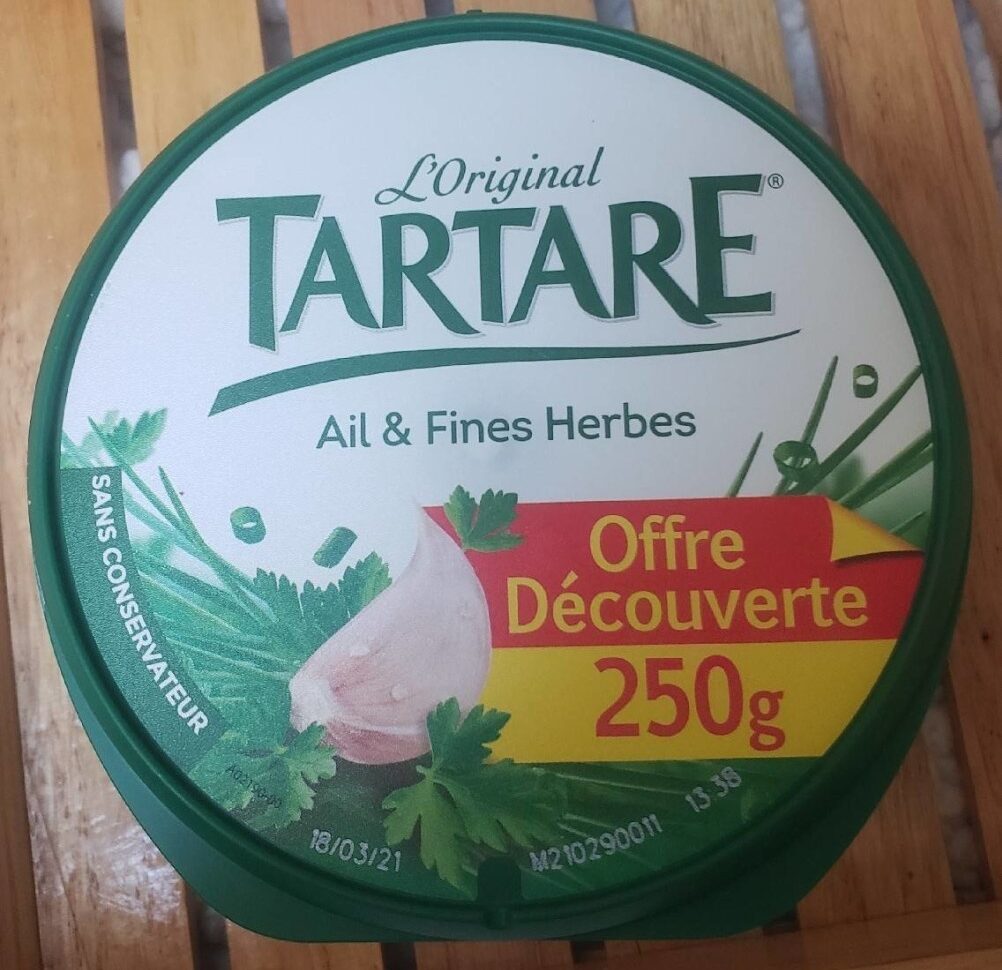 L'Original
TARTARE®
Ail & Fines Herbes
SANS CONSERVATEUR
Offre
Découverte
250g
18/03/21
M210290011 13:38